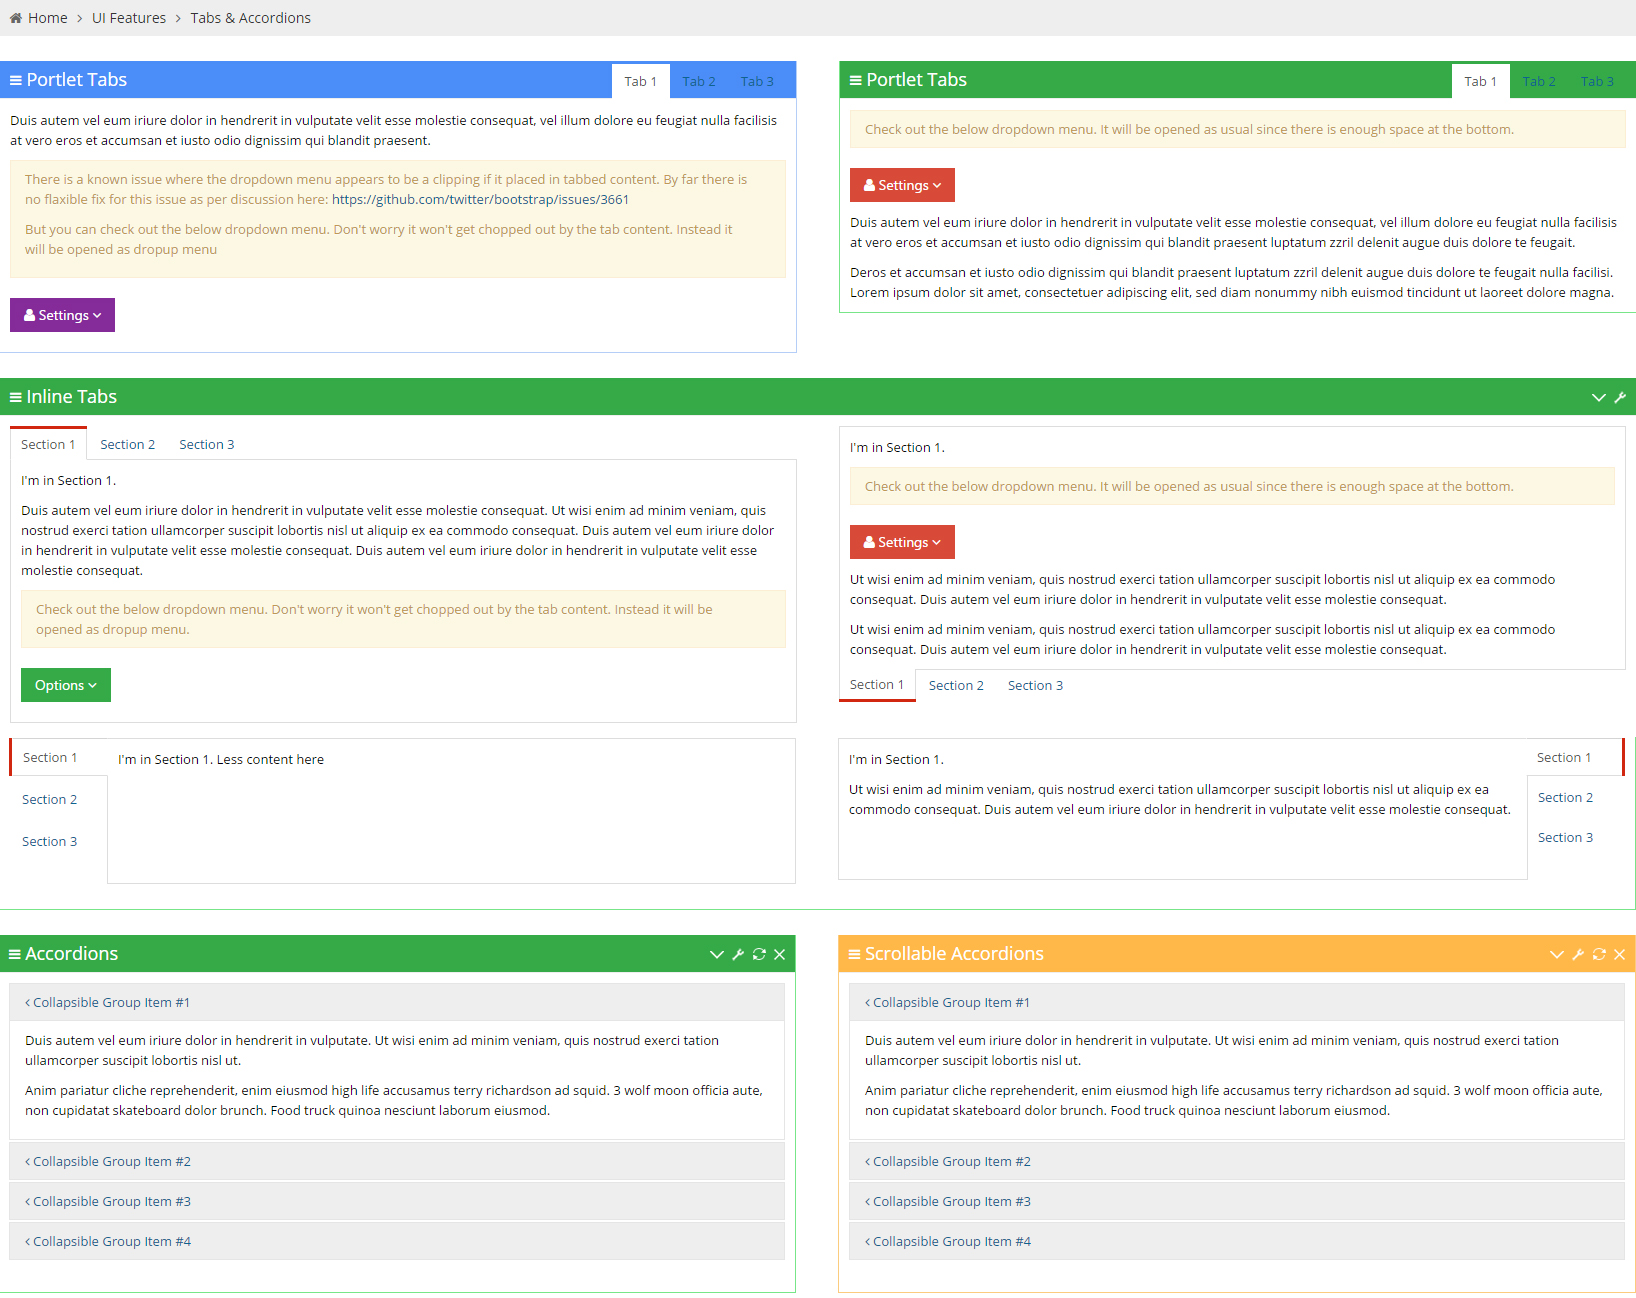 Home > UI Features > Tabs & Accordions
Portlet Tabs
Tab 1 Tab 2 Tab 3
Duis autem vel eum iriure dolor in hendrerit in vulputate velit esse molestie consequat, vel illum dolore eu feugiat nulla facilisis
at vero eros et accumsan et iusto odio dignissim qui blandit praesent.
There is a known issue where the dropdown menu appears to be a clipping if it placed in tabbed content. By far there is
no flaxible fix for this issue as per discussion here: https://github.com/twitter/bootstrap/issues/3661
But you can check out the below dropdown menu. Don't worry it won't get chopped out by the tab content. Instead it
will be opened as dropup menu
Settings
Portlet Tabs
Tab 1 Tab 2 Tab 3
Check out the below dropdown menu. It will be opened as usual since there is enough space at the bottom.
Settings
Duis autem vel eum iriure dolor in hendrerit in vulputate velit esse molestie consequat, vel illum dolore eu feugiat nulla facilisis
at vero eros et accumsan et iusto odio dignissim qui blandit praesent luptatum zzril delenit augue duis dolore te feugait.
Deros et accumsan et iusto odio dignissim qui blandit praesent luptatum zzril delenit augue duis dolore te feugait nulla facilisi.
Lorem ipsum dolor sit amet, consectetuer adipiscing elit, sed diam nonummy nibh euismod tincidunt ut laoreet dolore magna.
Inline Tabs
Section 1 Section 2 Section 3
I'm in Section 1.
Duis autem vel eum iriure dolor in hendrerit in vulputate velit esse molestie consequat. Ut wisi enim ad minim veniam, quis
nostrud exerci tation ullamcorper suscipit lobortis nisl ut aliquip ex ea commodo consequat. Duis autem vel eum iriure dolor
in hendrerit in vulputate velit esse molestie consequat. Duis autem vel eum iriure dolor in hendrerit in vulputate velit esse
molestie consequat.
Check out the below dropdown menu. Don't worry it won't get chopped out by the tab content. Instead it will be
opened as dropup menu.
Options
I'm in Section 1.
Check out the below dropdown menu. It will be opened as usual since there is enough space at the bottom.
Settings
Ut wisi enim ad minim veniam, quis nostrud exerci tation ullamcorper suscipit lobortis nisl ut aliquip ex ea commodo
consequat. Duis autem vel eum iriure dolor in hendrerit in vulputate velit esse molestie consequat.
Ut wisi enim ad minim veniam, quis nostrud exerci tation ullamcorper suscipit lobortis nisl ut aliquip ex ea commodo
consequat. Duis autem vel eum iriure dolor in hendrerit in vulputate velit esse molestie consequat.
Section 1 Section 2 Section 3
Section 1
Section 2
Section 3
I'm in Section 1. Less content here
I'm in Section 1.
Ut wisi enim ad minim veniam, quis nostrud exerci tation ullamcorper suscipit lobortis nisl ut aliquip ex ea
commodo consequat. Duis autem vel eum iriure dolor in hendrerit in vulputate velit esse molestie consequat.
Section 1
Section 2
Section 3
Accordions
Collapsible Group Item #1
Duis autem vel eum iriure dolor in hendrerit in vulputate. Ut wisi enim ad minim veniam, quis nostrud exerci tation
ullamcorper suscipit lobortis nisl ut.
Anim pariatur cliche reprehenderit, enim eiusmod high life accusamus terry richardson ad squid. 3 wolf moon officia aute,
non cupidatat skateboard dolor brunch. Food truck quinoa nesciunt laborum eiusmod.
Collapsible Group Item #2
Collapsible Group Item #3
Collapsible Group Item #4
Scrollable Accordions
Collapsible Group Item #1
Duis autem vel eum iriure dolor in hendrerit in vulputate. Ut wisi enim ad minim veniam, quis nostrud exerci tation
ullamcorper suscipit lobortis nisl ut.
Anim pariatur cliche reprehenderit, enim eiusmod high life accusamus terry richardson ad squid. 3 wolf moon officia aute,
non cupidatat skateboard dolor brunch. Food truck quinoa nesciunt laborum eiusmod.
Collapsible Group Item #2
Collapsible Group Item #3
Collapsible Group Item #4